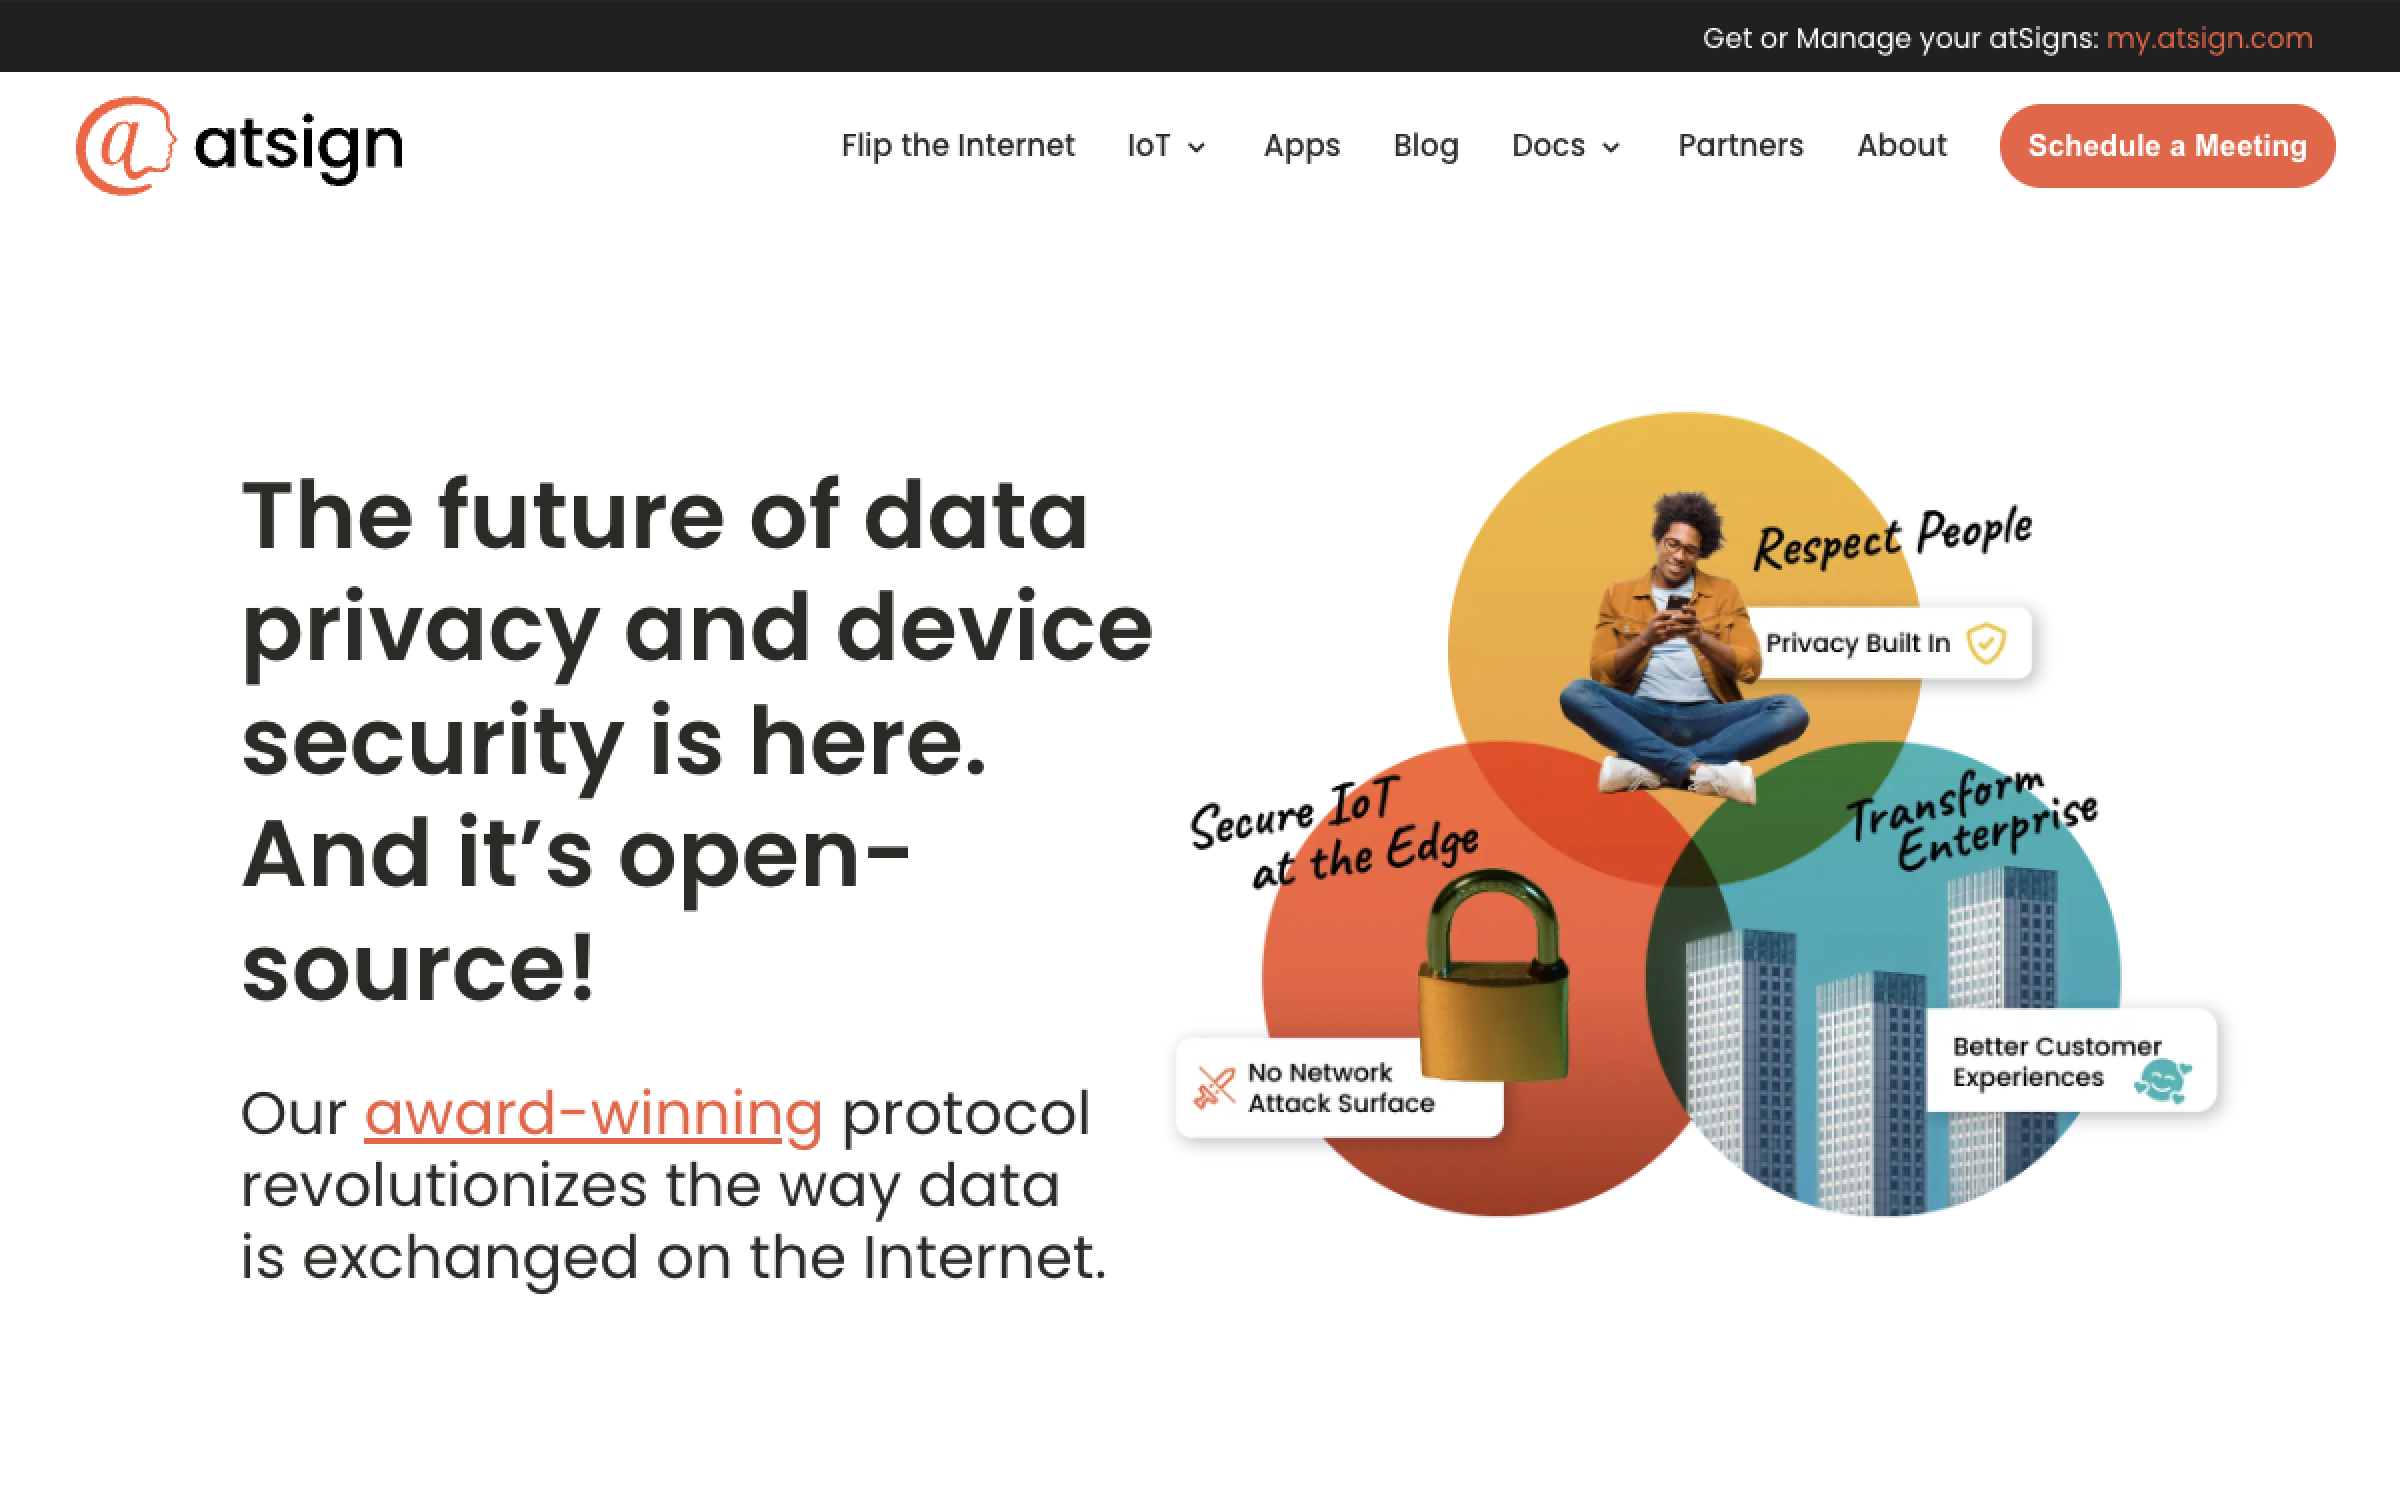 Get or Manage your atSigns: my.atsign.com
atsign
Flip the Internet IoT Apps Blog Docs Partners About Schedule a Meeting
The future of data
privacy and device
security is here.
And it’s open-
source!
Our award-winning protocol
revolutionizes the way data
is exchanged on the Internet.
Respect People
Privacy Built In
Secure IoT
at the Edge
No Network
Attack Surface
Transform
Enterprise
Better Customer
Experiences